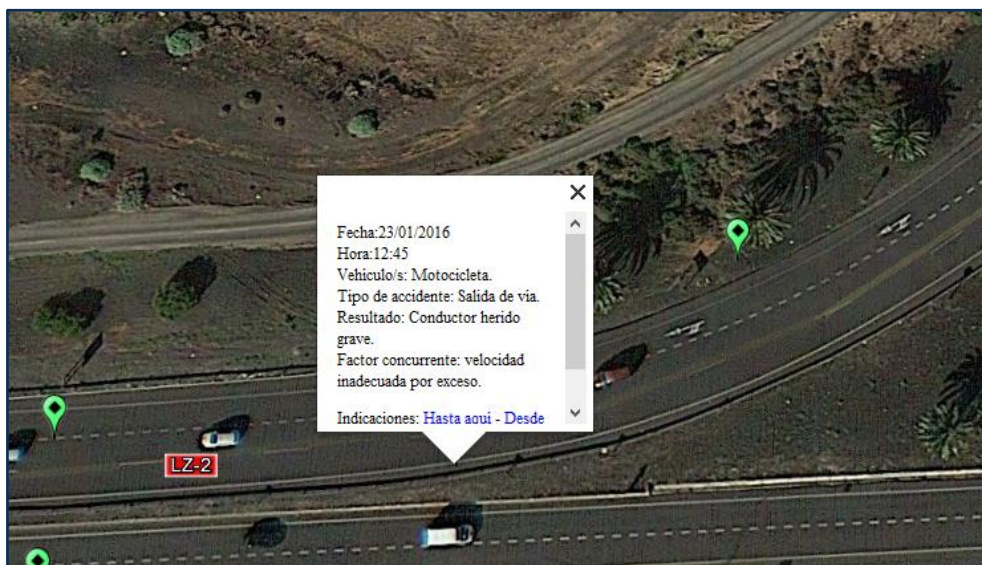 Fecha:23/01/2016
Hora:12:45
Vehiculo/s: Motocicleta.
Tipo de accidente: Salida de via.
Resultado: Conductor herido
grave.
Factor concurrente: velocidad
inadecuada por exceso.
Indicaciones: Hasta aquí - Desde
LZ-2